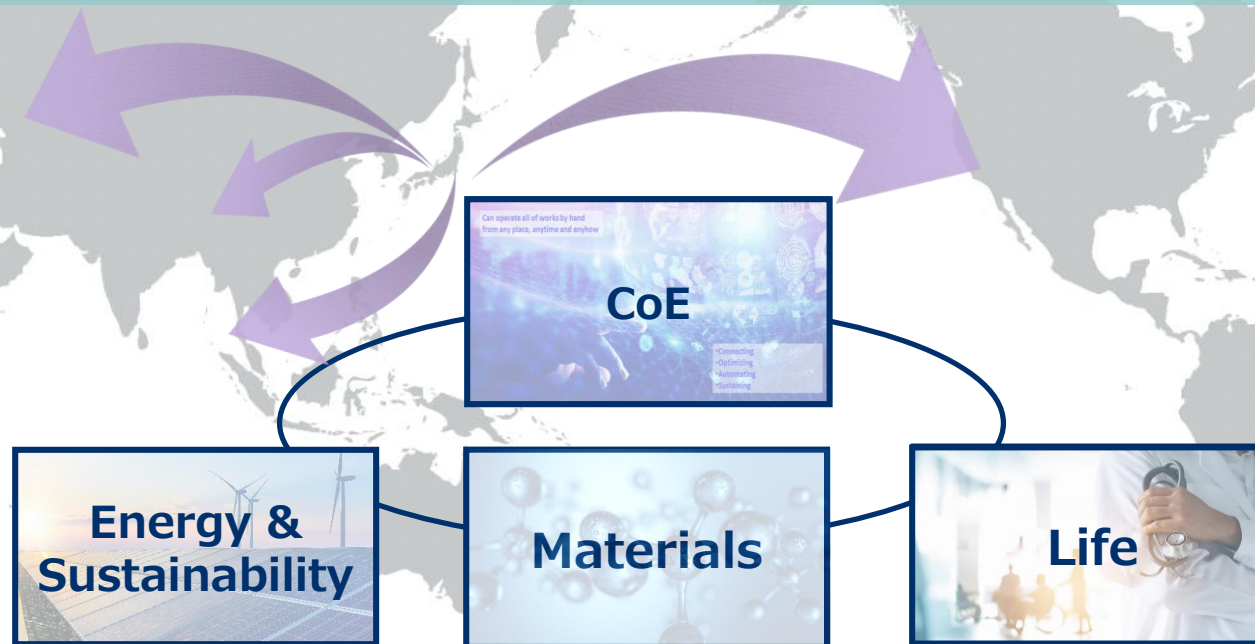 Can operate all of works by hand
from any place, anytime and anyhow
CoE
•Connecting
•Optimizing
•Automating
•Sustaining
Energy &
Sustainability
Materials
Life